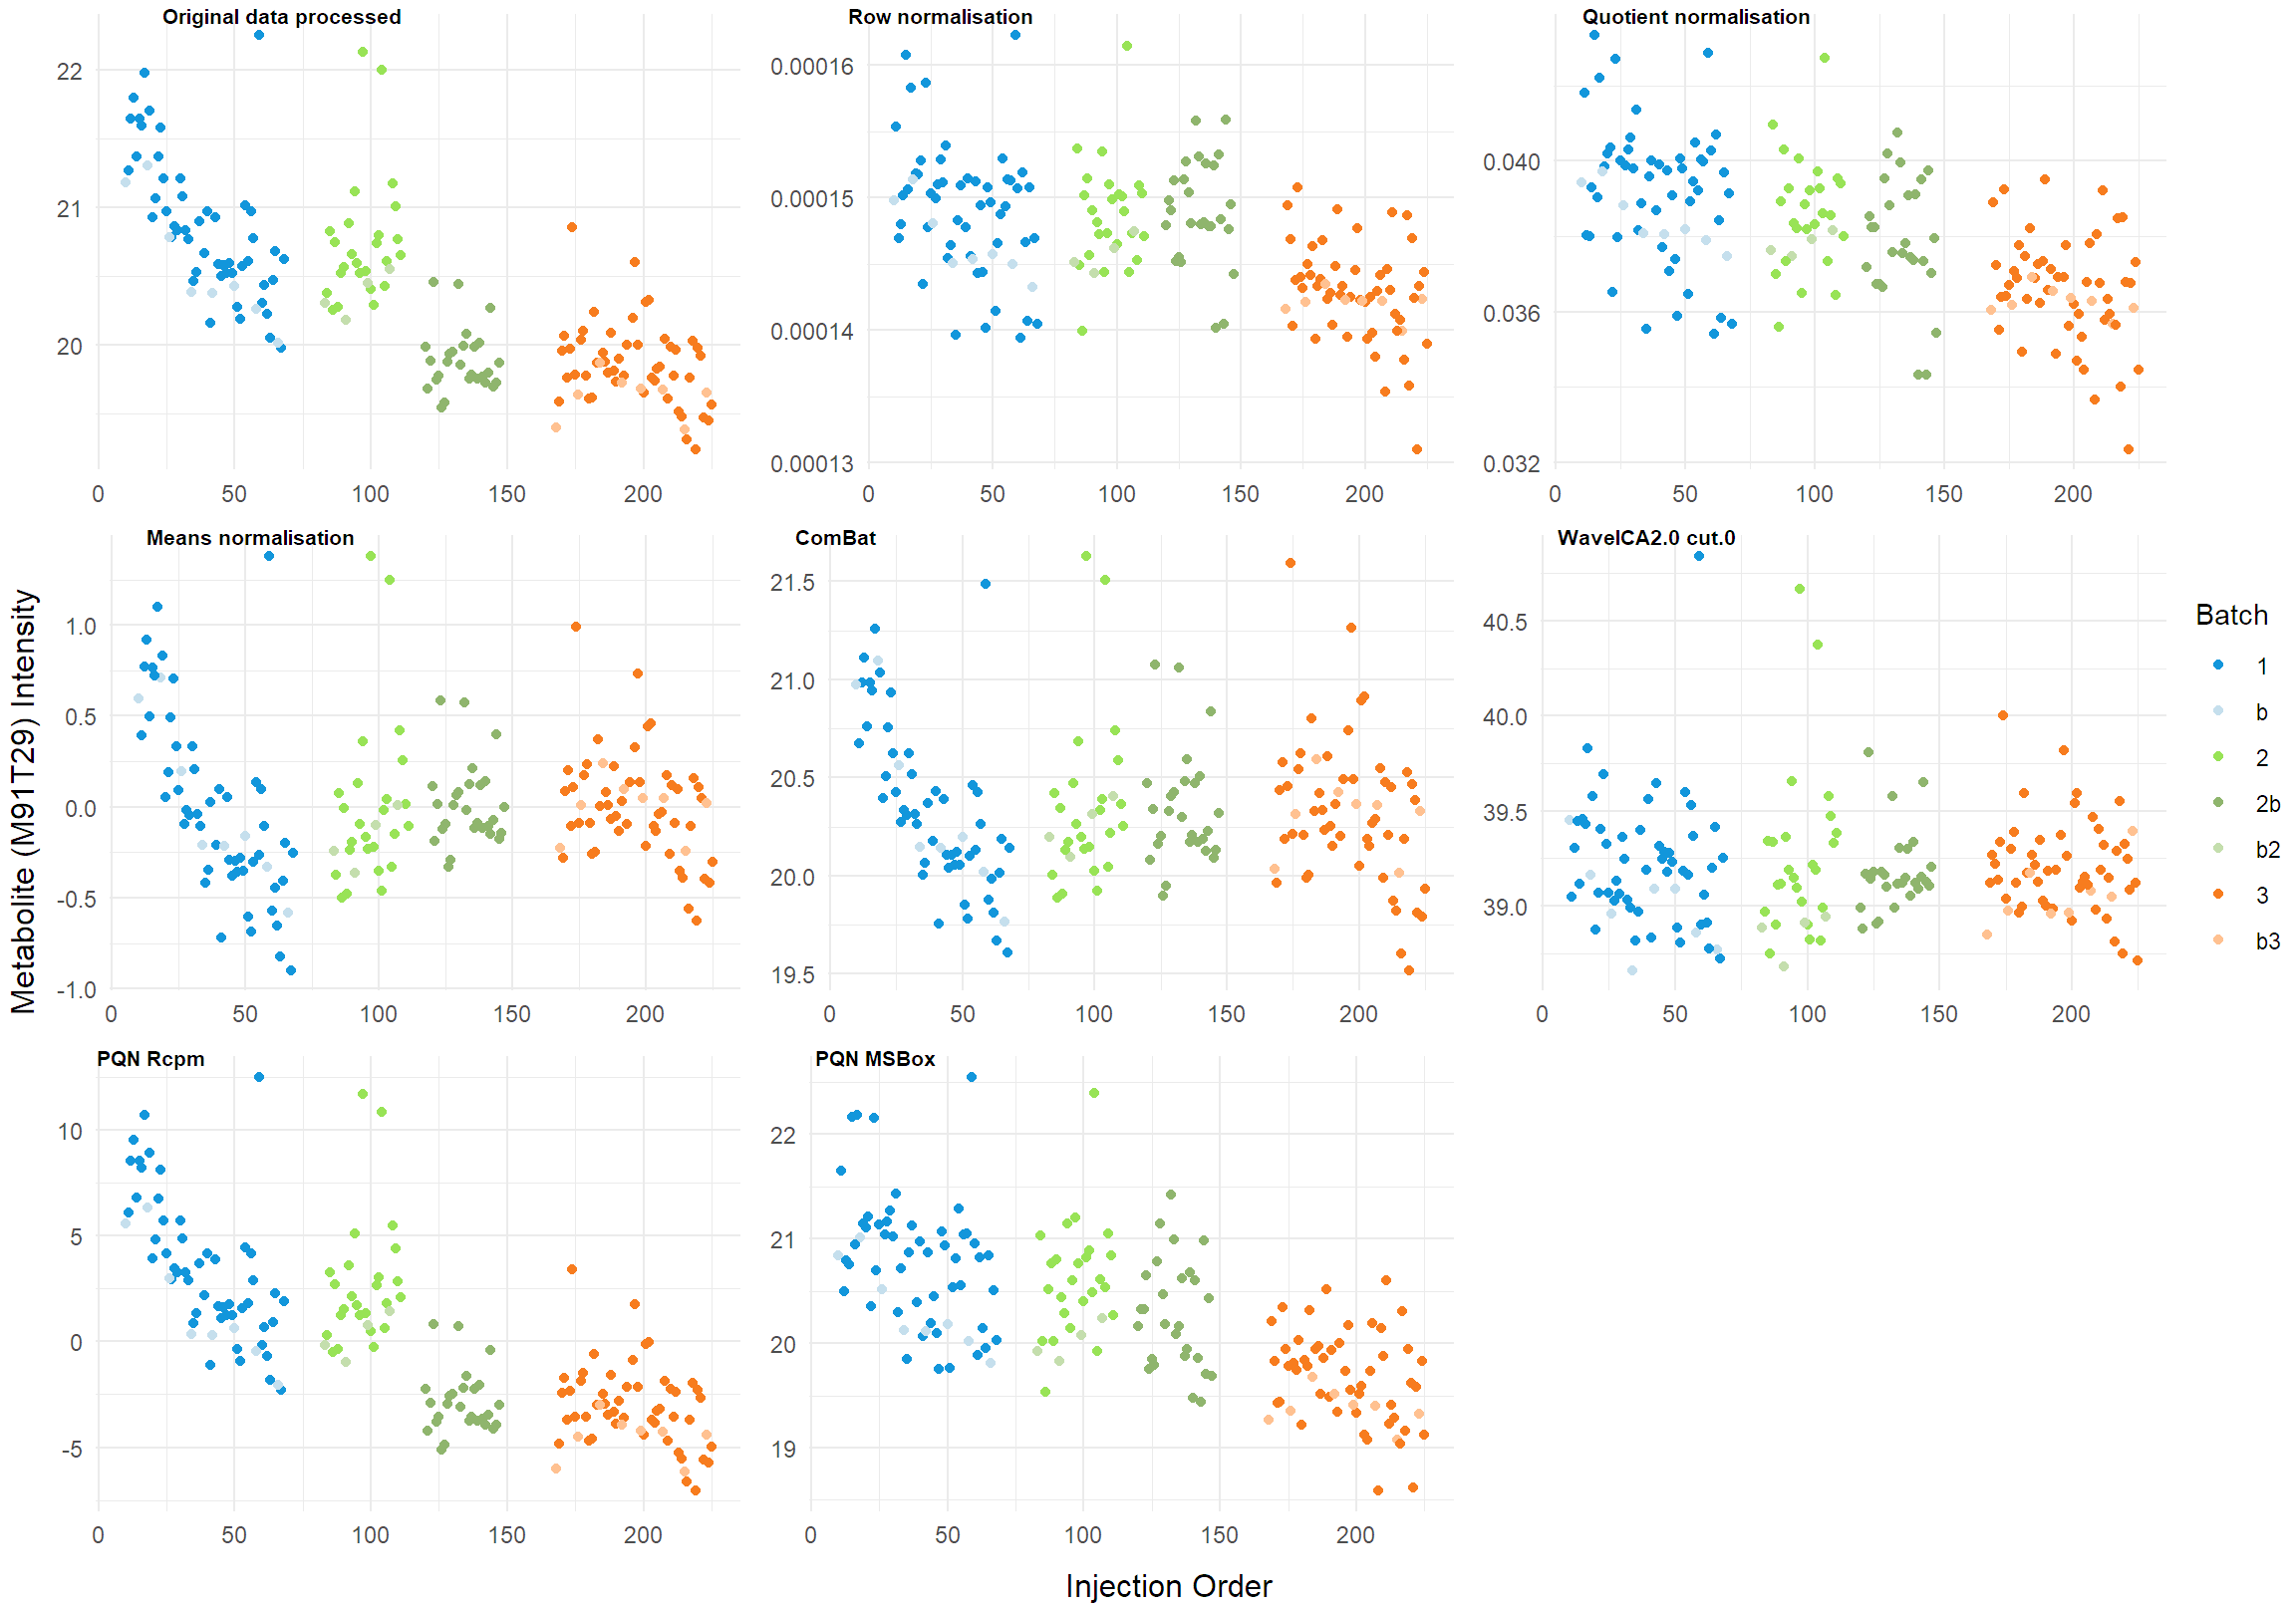 Original data processed
Row normalisation
Quotient normalisation
22
21
20
0 50 100 150 200
0.00016
0.00015
0.00014
0.00013
0 50 100 150 200
0.040
0.036
0.032
0 50 100 150 200
Means normalisation
ComBat
WaveICA2.0 cut.0
1.0
0.5
0.0
-0.5
-1.0
0 50 100 150 200
21.5
21.0
20.5
20.0
19.5
0 50 100 150 200
40.5
40.0
39.5
39.0
0 50 100 150 200
PQN Rcpm
PQN MSBox
10
5
0
-5
0 50 100 150 200
22
21
20
19
0 50 100 150 200
Metabolite (M91T29) Intensity
Injection Order
Batch
1
b
2
2b
b2
3
b3